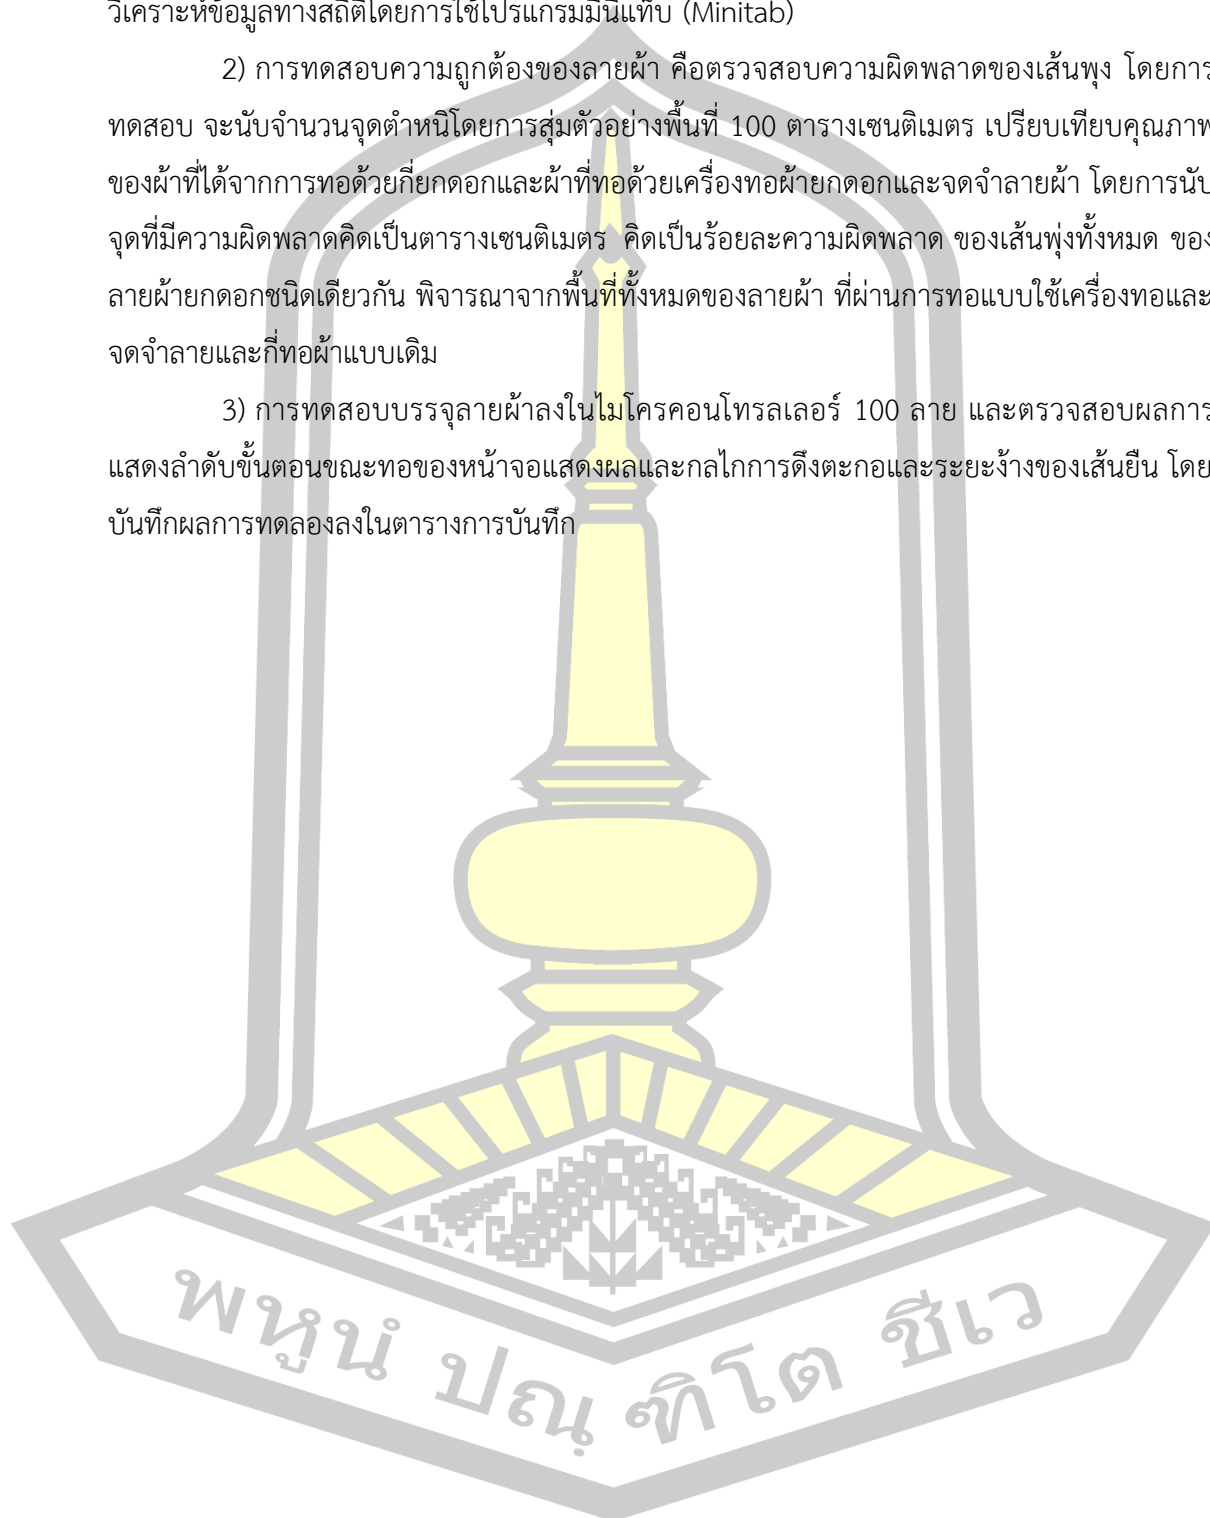 วิเคราะห์ข้อมูลทางสถิติโดยการใช้โปรแกรมมินิแท็บ (Minitab)
2) การทดสอบความถูกต้องของลายผ้า คือตรวจสอบความผิดพลาดของเส้นพุง โดยการ
ทดสอบ จะนับจำนวนจุดตำหนิโดยการสุ่มตัวอย่างพื้นที่ 100 ตารางเซนติเมตร เปรียบเทียบคุณภาพ
ของผ้าที่ได้จากการทอด้วยกี่ยกดอกและผ้าที่ทอด้วยเครื่องทอผ้ายกดอกและจดจำลายผ้า โดยการนับ
จุดที่มีความผิดพลาดคิดเป็นตารางเซนติเมตร คิดเป็นร้อยละความผิดพลาด ของเส้นพุ่งทั้งหมด ของ
ลายผ้ายกดอกชนิดเดียวกัน พิจารณาจากพื้นที่ทั้งหมดของลายผ้า ที่ผ่านการทอแบบใช้เครื่องทอและ
จดจำลายและกี่ทอผ้าแบบเดิม
3) การทดสอบบรรจุลายผ้าลงในไมโครคอนโทรลเลอร์ 100 ลาย และตรวจสอบผลการ
แสดงลำดับขั้นตอนขณะทอของหน้าจอแสดงผลและกลไกการดึงตะกอและระยะง้างของเส้นยืน โดย
บันทึกผลการทดลองลงในตารางการบันทึก
พหูนํ ปณฺฑิโต ชีเว